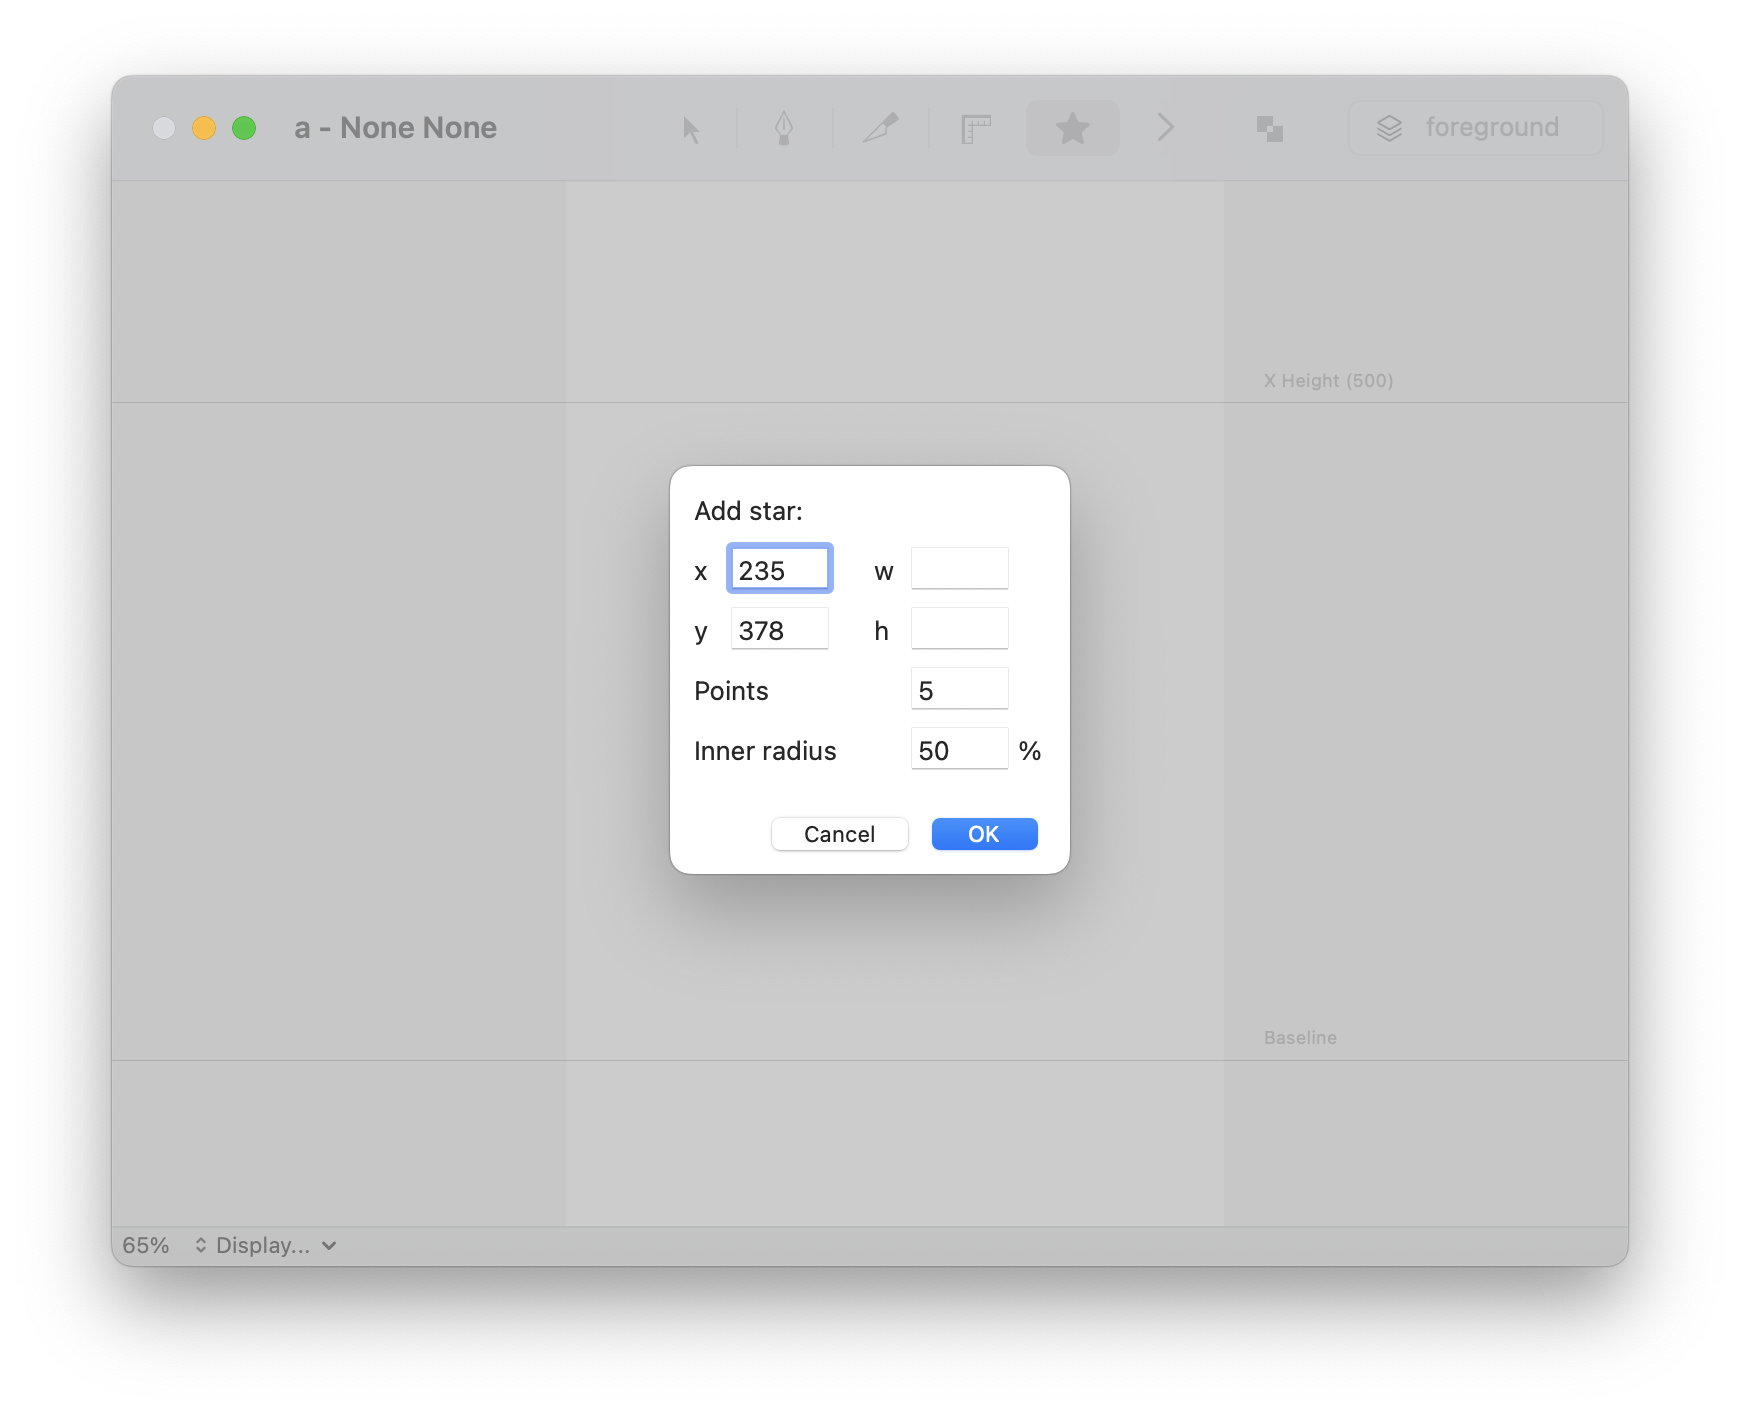 a - None None
foreground
X Height (500)
Add star:
x 235 w
y 378 h
Points 5
Inner radius 50 %
Cancel OK
Baseline
65% Display...